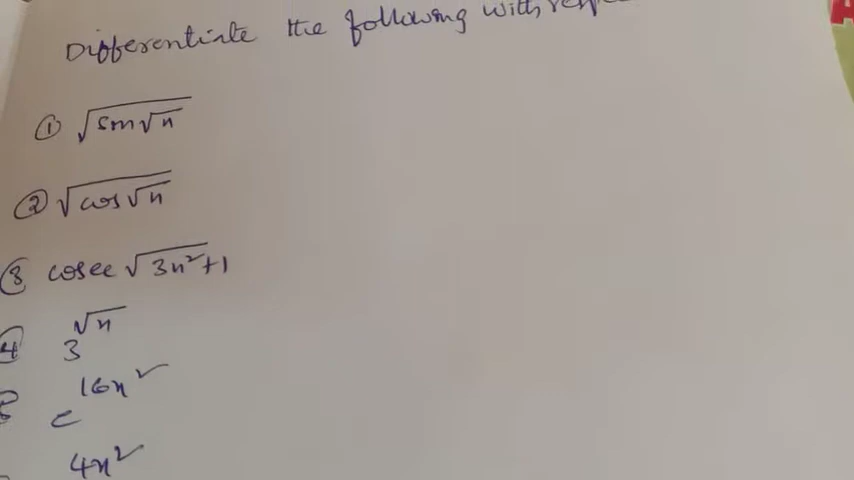 Differentiate the following with
① √sin√x
② √cos√x
③ cosec √3x²+1
④ 3^√x
5 e^16x²
4x²